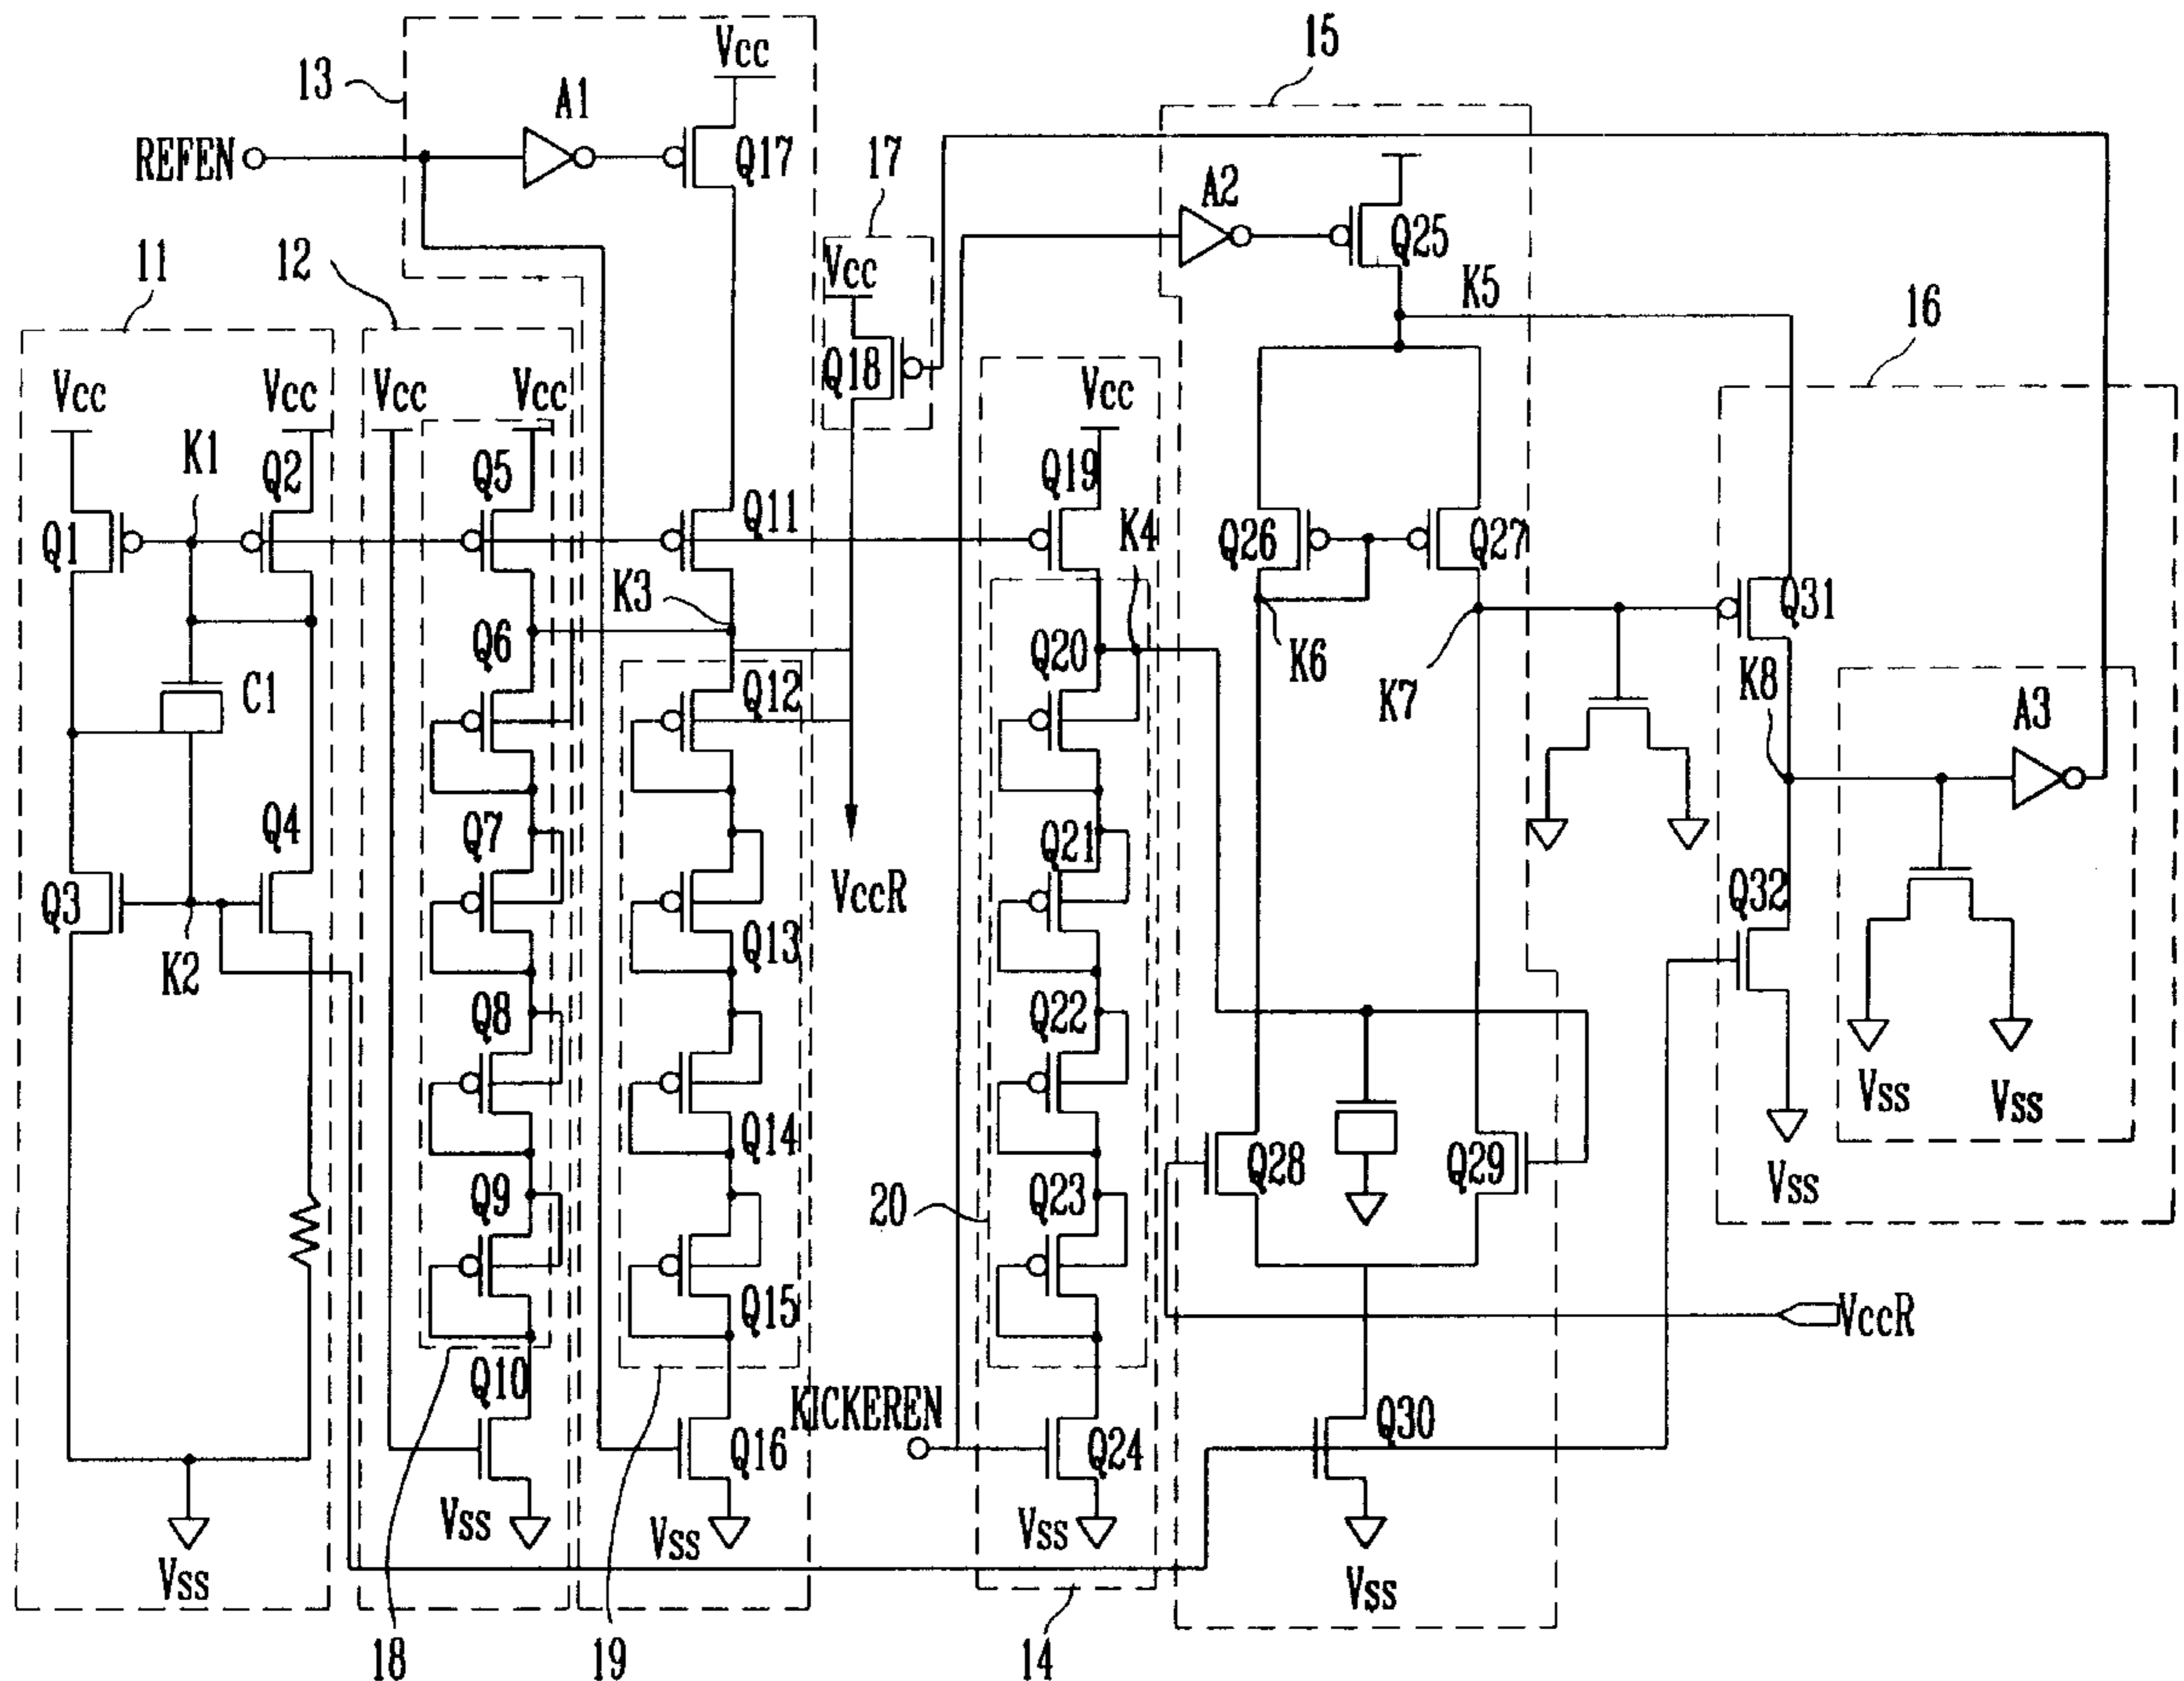 15
Vcc
13
A1
REFEN
Q17
17
A2
Q25
11
12
Vcc
K5
16
Q18
Vcc
Vcc
Vcc
Vcc
Vcc
K1
Q2
Q5
Q19
Q11
K4
Q1
Q26
Q27
K3
Q31
Q6
Q20
K6
K8
C1
Q12
K7
A3
Q4
Q7
Q21
VccR
Q3
Q32
K2
Q13
Q8
Q22
Vss
Vss
Q14
Q28
Q29
Vss
20
Q9
Q23
Q15
VccR
Q10
KICKEREN
Q30
Q16
Q24
Vss
Vss
Vss
Vss
Vss
18
19
14